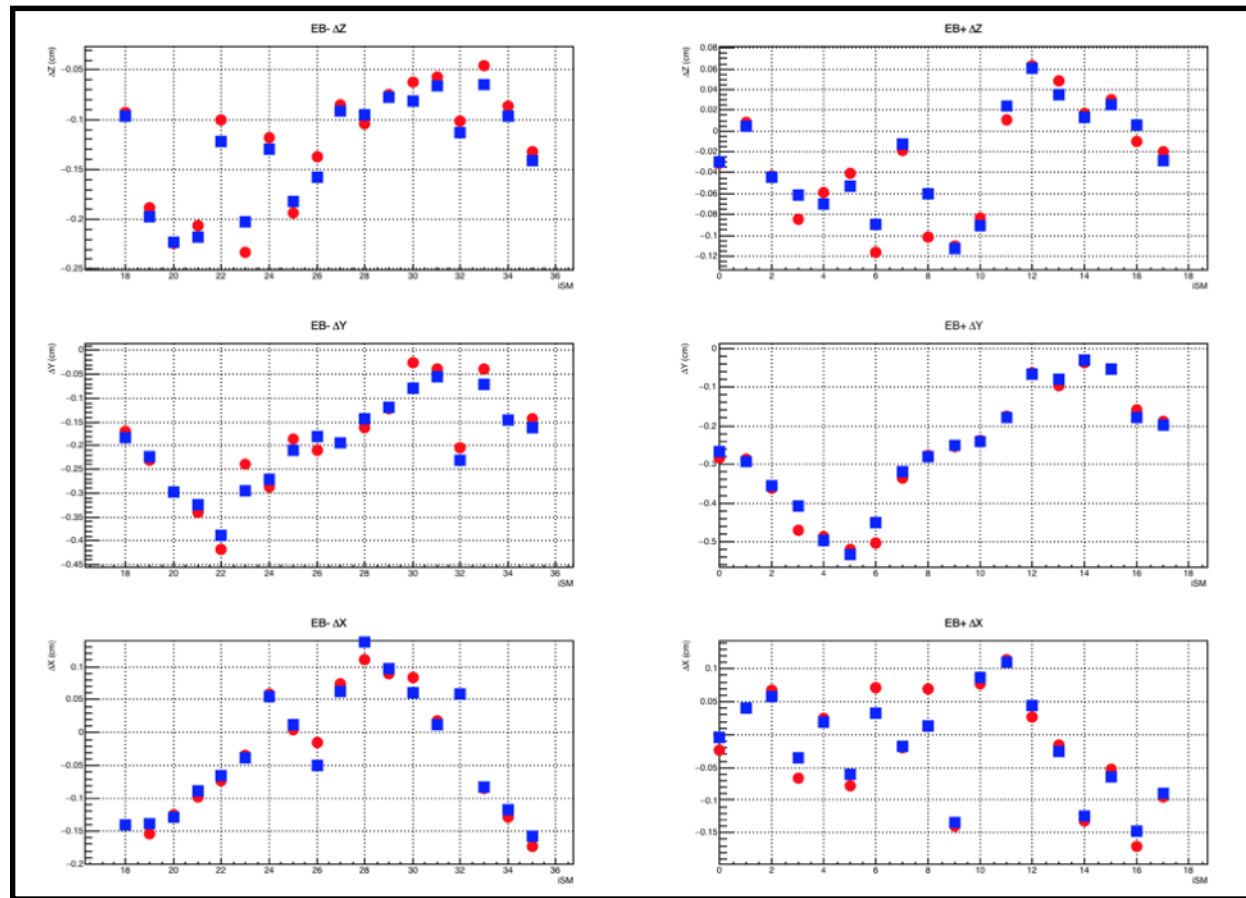 EB- ΔZ
ΔZ (cm)
−0.05
−0.1
−0.15
−0.2
−0.25
18 20 22 24 26 28 30 32 34 36
iSM
EB+ ΔZ
ΔZ (cm)
0.08
0.06
0.04
0.02
0
−0.02
−0.04
−0.06
−0.08
−0.1
−0.12
0 2 4 6 8 10 12 14 16 18
iSM
EB- ΔY
ΔY (cm)
0
−0.05
−0.1
−0.15
−0.2
−0.25
−0.3
−0.35
−0.4
−0.45
18 20 22 24 26 28 30 32 34 36
iSM
EB+ ΔY
ΔY (cm)
0
−0.1
−0.2
−0.3
−0.4
−0.5
0 2 4 6 8 10 12 14 16 18
iSM
EB- ΔX
ΔX (cm)
0.1
0.05
0
−0.05
−0.1
−0.15
−0.2
18 20 22 24 26 28 30 32 34 36
iSM
EB+ ΔX
ΔX (cm)
0.1
0.05
0
−0.05
−0.1
−0.15
0 2 4 6 8 10 12 14 16 18
iSM